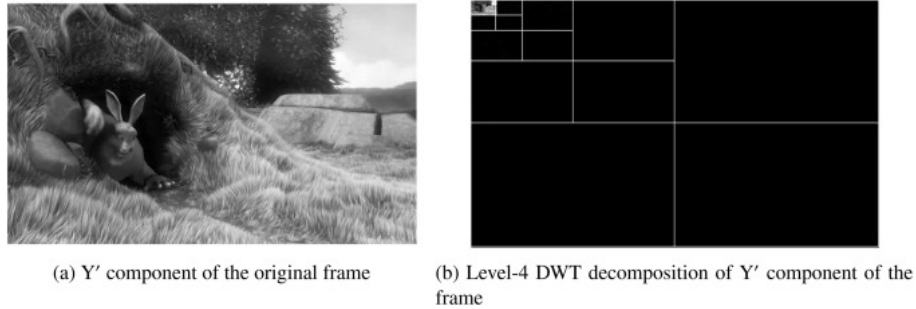 (a) Y′ component of the original frame
(b) Level-4 DWT decomposition of Y′ component of the
frame